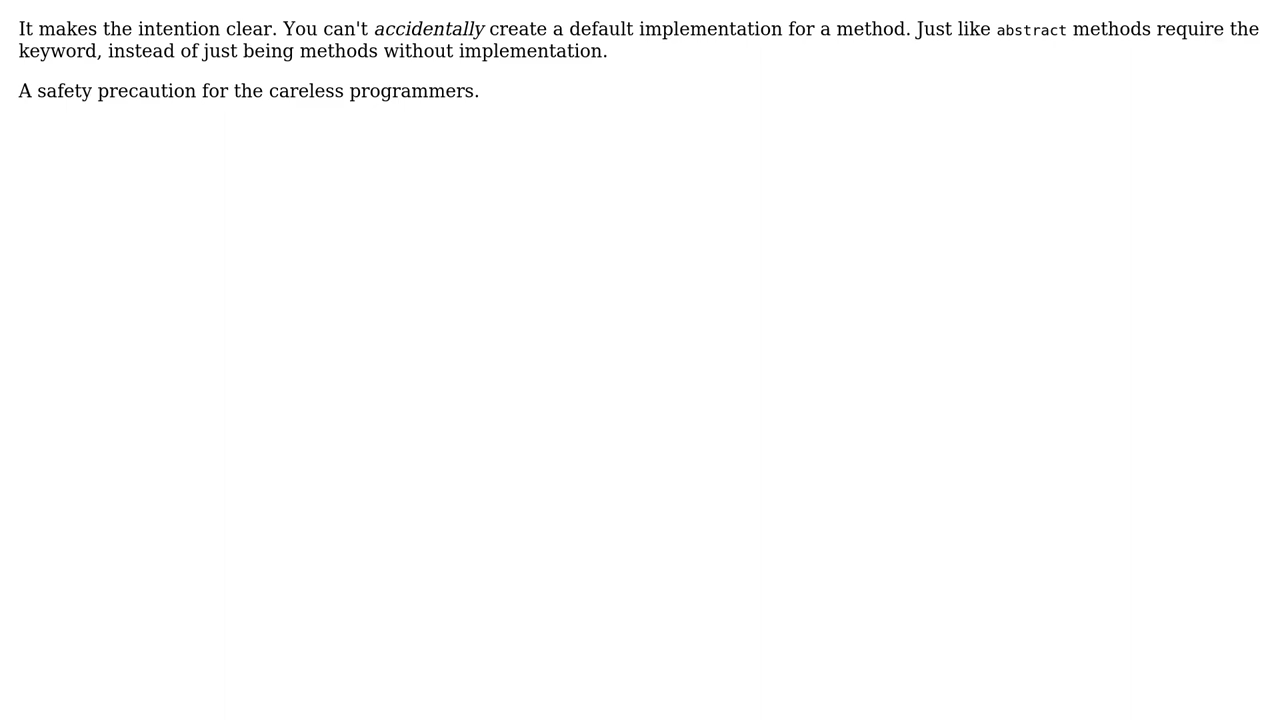 It makes the intention clear. You can't accidentally create a default implementation for a method. Just like abstract methods require the
keyword, instead of just being methods without implementation.
A safety precaution for the careless programmers.